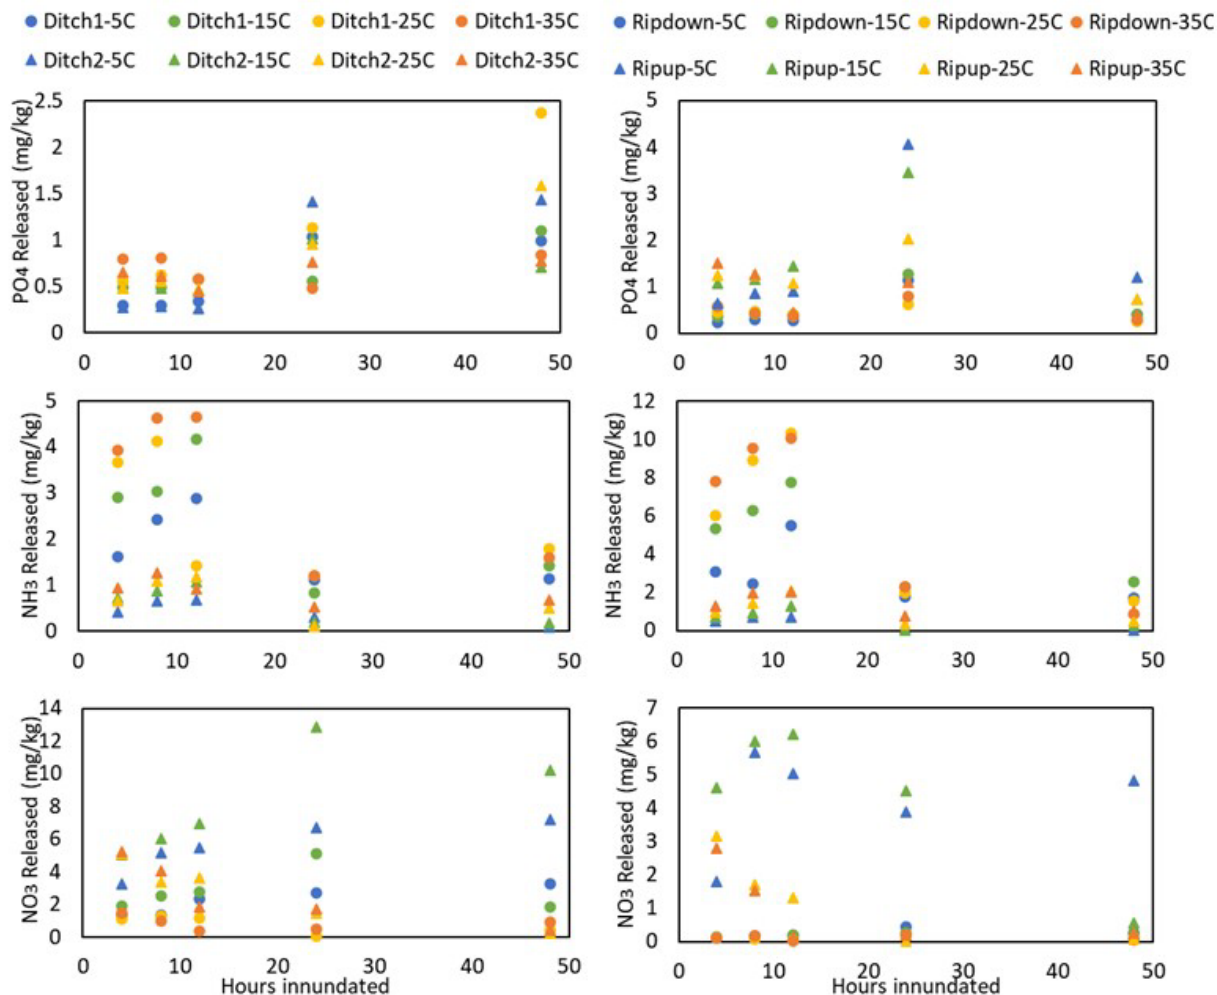 Ditch1-5C Ditch1-15C Ditch1-25C Ditch1-35C
Ditch2-5C Ditch2-15C Ditch2-25C Ditch2-35C
Ripdown-5C Ripdown-15C Ripdown-25C Ripdown-35C
Ripup-5C Ripup-15C Ripup-25C Ripup-35C
PO4 Released (mg/kg)
2.5
2
1.5
1
0.5
0
0 10 20 30 40 50
PO4 Released (mg/kg)
5
4
3
2
1
0
0 10 20 30 40 50
NH3 Released (mg/kg)
5
4
3
2
1
0
0 10 20 30 40 50
NH3 Released (mg/kg)
12
10
8
6
4
2
0
0 10 20 30 40 50
NO3 Released (mg/kg)
14
12
10
8
6
4
2
0
0 10 20 30 40 50
Hours innundated
NO3 Released (mg/kg)
7
6
5
4
3
2
1
0
0 10 20 30 40 50
Hours innundated